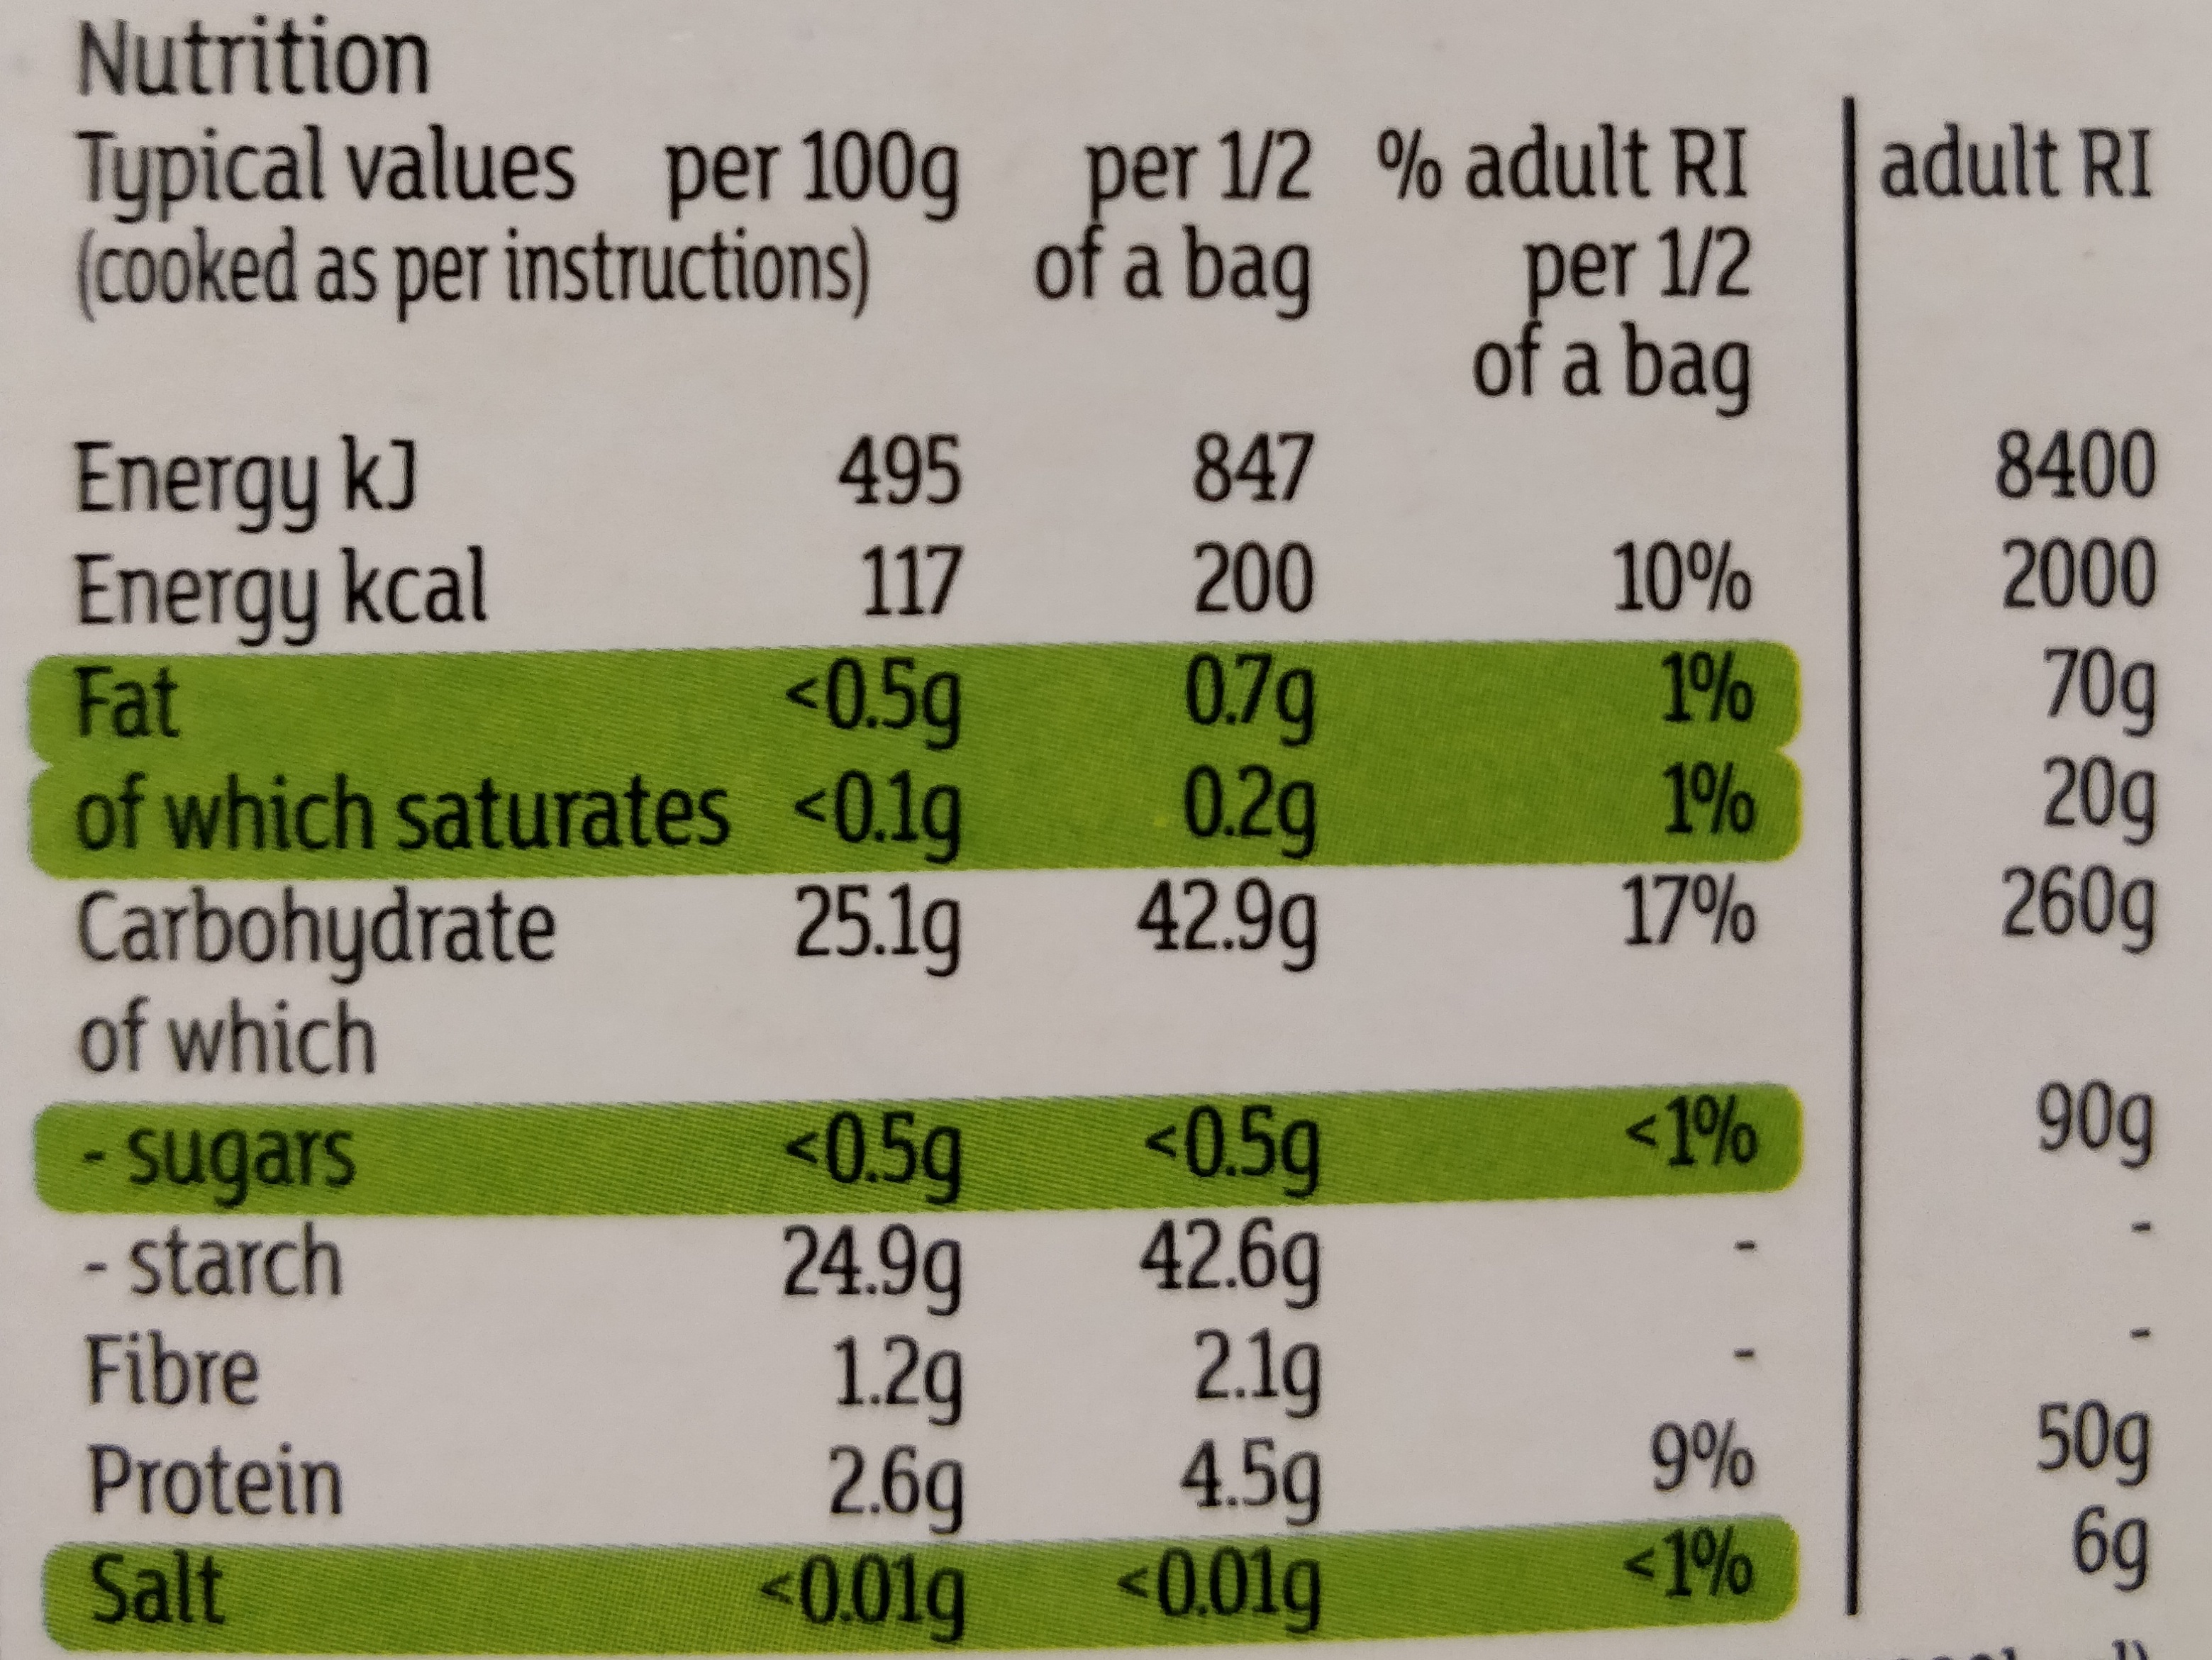 Nutrition
Typical values per 100g per 1/2 % adult RI adult RI
(cooked as per instructions) of a bag per 1/2
of a bag
Energy kJ 495 847 8400
Energy kcal 117 200 10% 2000
Fat <0.5g 0.7g 1% 70g
of which saturates <0.1g 0.2g 1% 20g
Carbohydrate 25.1g 42.9g 17% 260g
of which
- sugars <0.5g <0.5g <1% 90g
- starch 24.9g 42.6g - -
Fibre 1.2g 2.1g - -
Protein 2.6g 4.5g 9% 50g
Salt <0.01g <0.01g <1% 6g